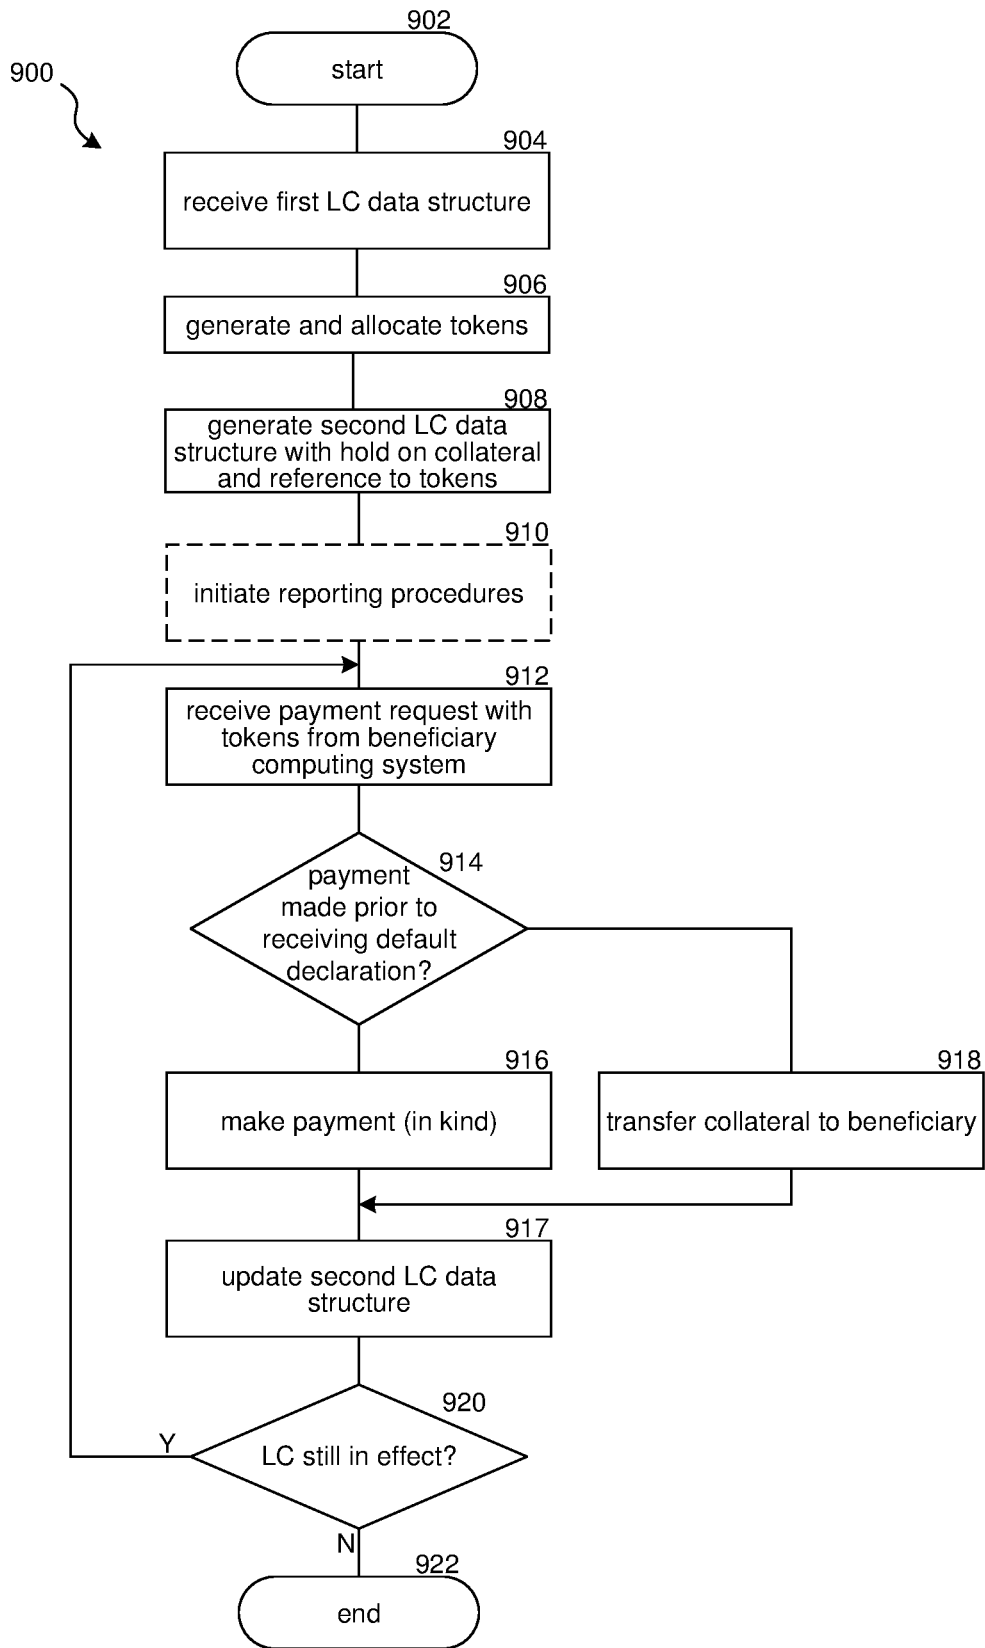 902
start
900
904
receive first LC data structure
906
generate and allocate tokens
908
generate second LC data
structure with hold on collateral
and reference to tokens
910
initiate reporting procedures
912
receive payment request with
tokens from beneficiary
computing system
914
payment
made prior to
receiving default
declaration?
916
make payment (in kind)
918
transfer collateral to beneficiary
917
update second LC data
structure
920
LC still in effect?
Y
N
922
end